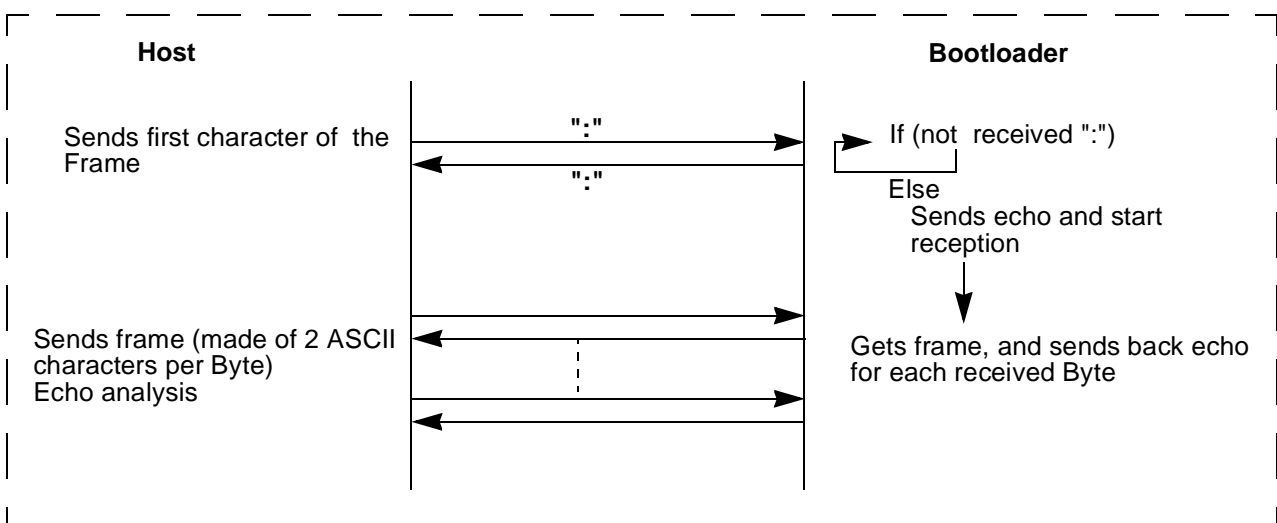 Host
Bootloader
Sends first character of the
Frame
":"
":"
If (not received ":")
Else
Sends echo and start
reception
Sends frame (made of 2 ASCII
characters per Byte)
Echo analysis
Gets frame, and sends back echo
for each received Byte